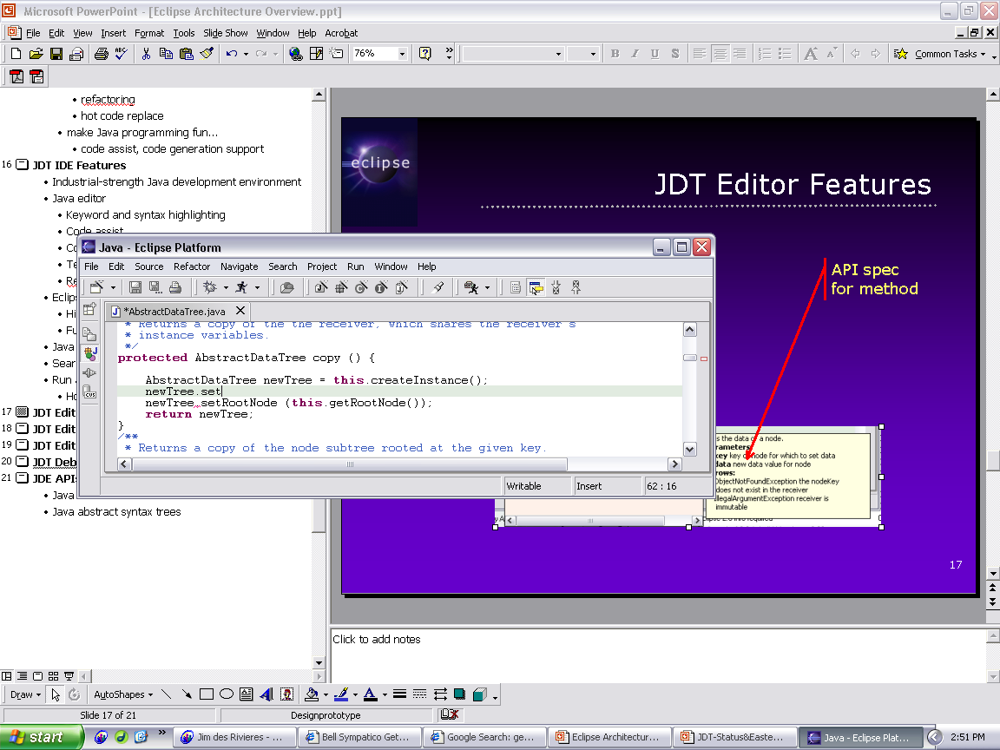 Microsoft PowerPoint - [Eclipse Architecture Overview.ppt]
File Edit View Insert Format Tools Slide Show Window Help Acrobat
76%
Common Tasks
• refactoring
• hot code replace
• make Java programming fun...
• code assist, code generation support
16 JDT IDE Features
• Industrial-strength Java development environment
• Java editor
• Keyword and syntax highlighting
• Code assist
• Eclips
• Java
• Sear
• Run
17 JDT Edit
18 JDT Edit
19 JDT Edit
20 JDT Deb
21 JDE APIs
• Java
• Java abstract syntax trees
eclipse
JDT Editor Features
API spec
for method
Java - Eclipse Platform
File Edit Source Refactor Navigate Search Project Run Window Help
*AbstractDataTree.java
* Returns a copy of the the receiver, which shares the receiver's
* instance variables.
*/
protected AbstractDataTree copy () {
AbstractDataTree newTree = this.createInstance();
newTree.set
newTree.setRootNode (this.getRootNode());
return newTree;
}
/**
* Returns a copy of the node subtree rooted at the given key.
Writable Insert 62 : 16
s the data of a node.
rameters:
key key of node for which to set data
data new data value for node
rows:
ObjectNotFoundException the nodeKey
does not exist in the receiver
IllegalArgumentException receiver is
immutable
17
Click to add notes
Draw AutoShapes
Slide 17 of 21 Designprototype
start Jim des Rivieres - ... Bell Sympatico Get... Google Search: ge... Eclipse Architectur... JDT-Status&Easte... Java - Eclipse Plat... 2:51 PM